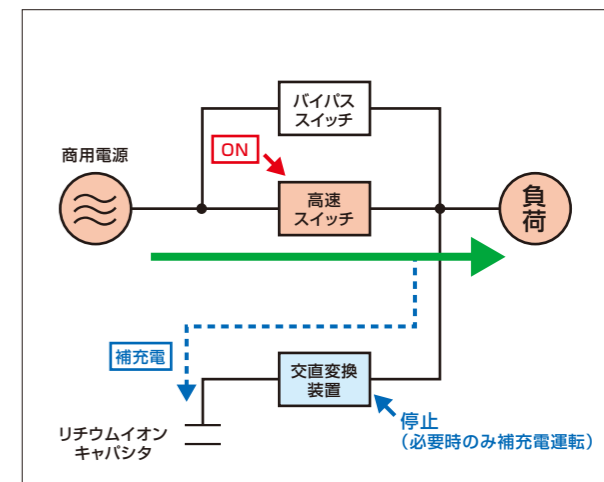 バイパス
スイッチ
ON
商用電源
高速
スイッチ
負
荷
補充電
交直変換
装置
停止
（必要時のみ補充電運転）
リチウムイオン
キャパシタ